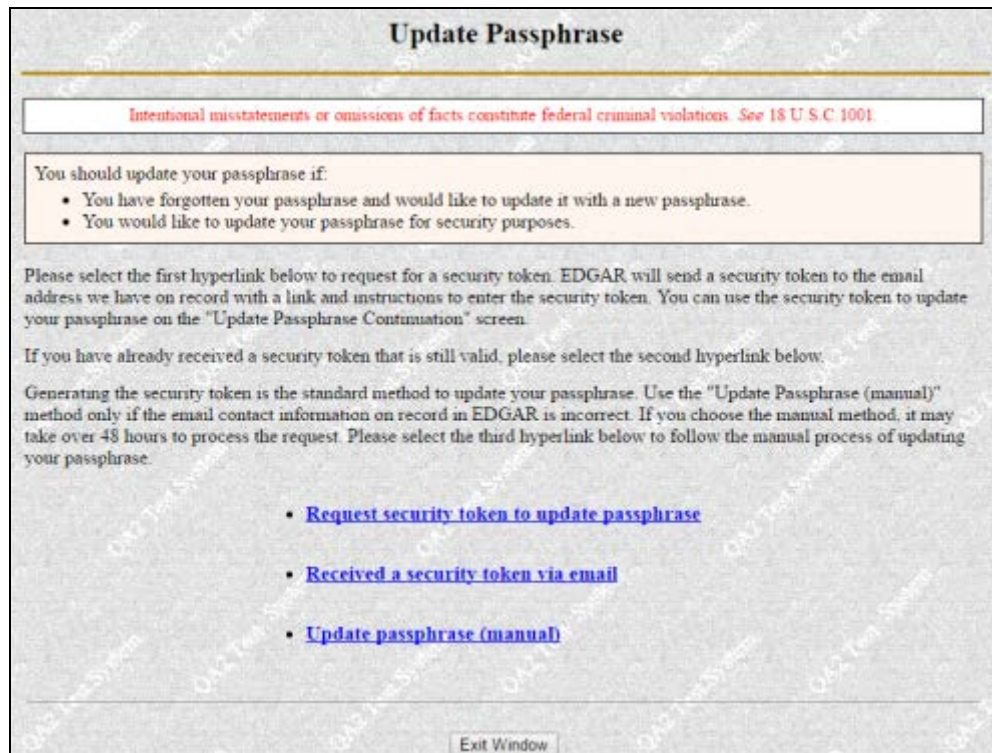 Update Passphrase
Intentional misstatements or omissions of facts constitute federal criminal violations. See 18 U.S.C.1001.
You should update your passphrase if:
• You have forgotten your passphrase and would like to update it with a new passphrase.
• You would like to update your passphrase for security purposes.
Please select the first hyperlink below to request for a security token. EDGAR will send a security token to the email
address we have on record with a link and instructions to enter the security token. You can use the security token to update
your passphrase on the "Update Passphrase Continuation" screen.
If you have already received a security token that is still valid, please select the second hyperlink below.
Generating the security token is the standard method to update your passphrase. Use the "Update Passphrase (manual)"
method only if the email contact information on record in EDGAR is incorrect. If you choose the manual method, it may
take over 48 hours to process the request. Please select the third hyperlink below to follow the manual process of updating
your passphrase.
• Request security token to update passphrase
• Received a security token via email
• Update passphrase (manual)
Exit Window
QA2 Test System